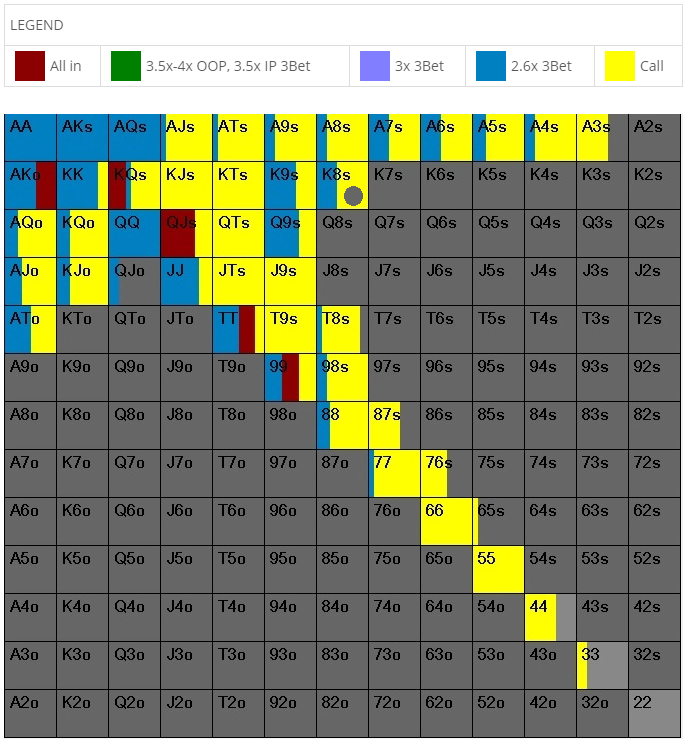 LEGEND
All in 3.5x-4x OOP, 3.5x IP 3Bet 3x 3Bet 2.6x 3Bet Call
AA AKs AQs AJs ATs A9s A8s A7s A6s A5s A4s A3s A2s
AKo KK KQs KJs KTs K9s K8s K7s K6s K5s K4s K3s K2s
AQo KQo QQ QJs QTs Q9s Q8s Q7s Q6s Q5s Q4s Q3s Q2s
AJo KJo QJo JJ JTs J9s J8s J7s J6s J5s J4s J3s J2s
ATo KTo QTo JTo TT T9s T8s T7s T6s T5s T4s T3s T2s
A9o K9o Q9o J9o T9o 99 98s 97s 96s 95s 94s 93s 92s
A8o K8o Q8o J8o T8o 98o 88 87s 86s 85s 84s 83s 82s
A7o K7o Q7o J7o T7o 97o 87o 77 76s 75s 74s 73s 72s
A6o K6o Q6o J6o T6o 96o 86o 76o 66 65s 64s 63s 62s
A5o K5o Q5o J5o T5o 95o 85o 75o 65o 55 54s 53s 52s
A4o K4o Q4o J4o T4o 94o 84o 74o 64o 54o 44 43s 42s
A3o K3o Q3o J3o T3o 93o 83o 73o 63o 53o 43o 33 32s
A2o K2o Q2o J2o T2o 92o 82o 72o 62o 52o 42o 32o 22